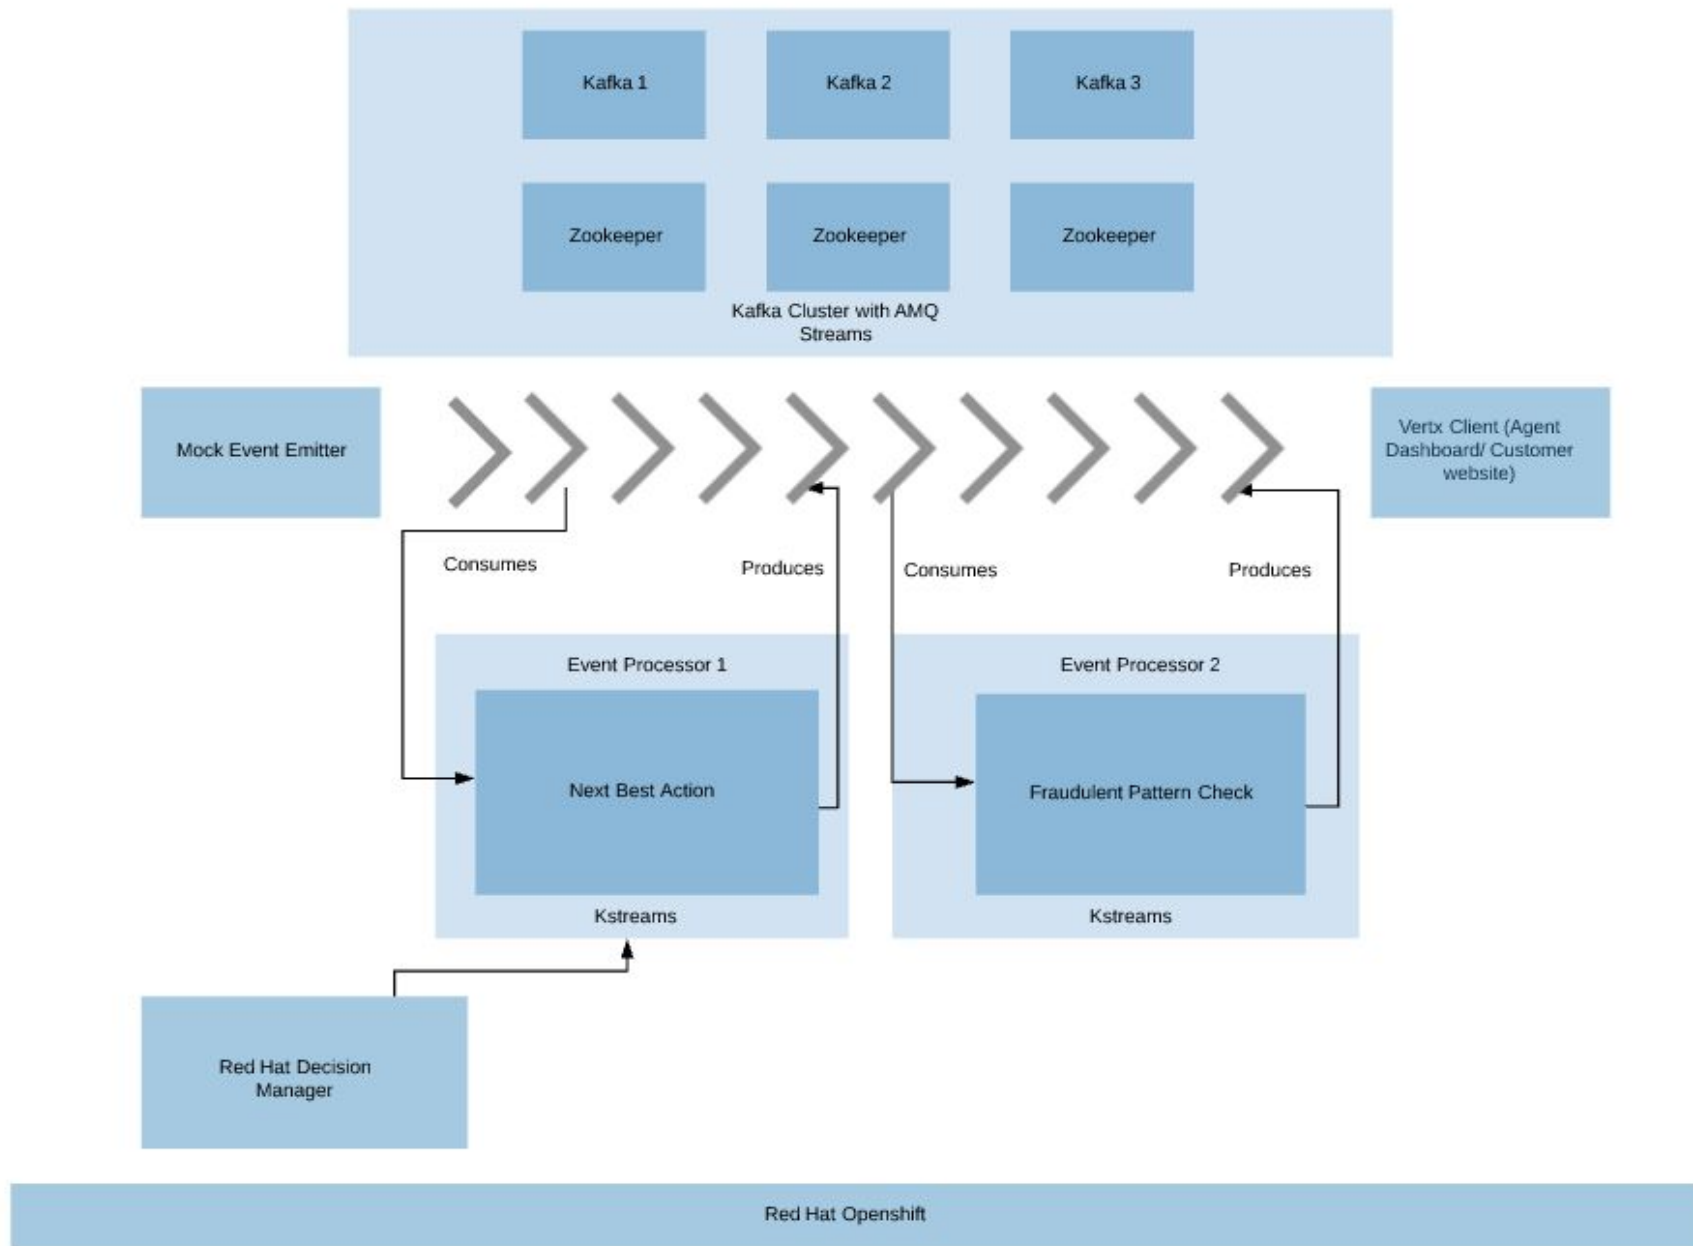 Kafka 1
Kafka 2
Kafka 3
Zookeeper
Zookeeper
Zookeeper
Kafka Cluster with AMQ
Streams
Mock Event Emitter
Vertx Client (Agent
Dashboard/ Customer
website)
Consumes
Produces
Consumes
Produces
Event Processor 1
Next Best Action
Kstreams
Event Processor 2
Fraudulent Pattern Check
Kstreams
Red Hat Decision
Manager
Red Hat Openshift